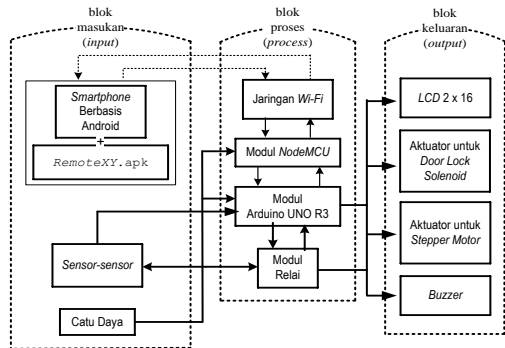 blok
masukan
(input)
blok
proses
(process)
blok
keluaran
(output)
Smartphone
Berbasis
Android
+
RemoteXY.apk
Sensor-sensor
Catu Daya
Jaringan Wi-Fi
Modul NodeMCU
Modul
Arduino UNO R3
Modul
Relai
LCD 2 x 16
Aktuator untuk
Door Lock
Solenoid
Aktuator untuk
Stepper Motor
Buzzer